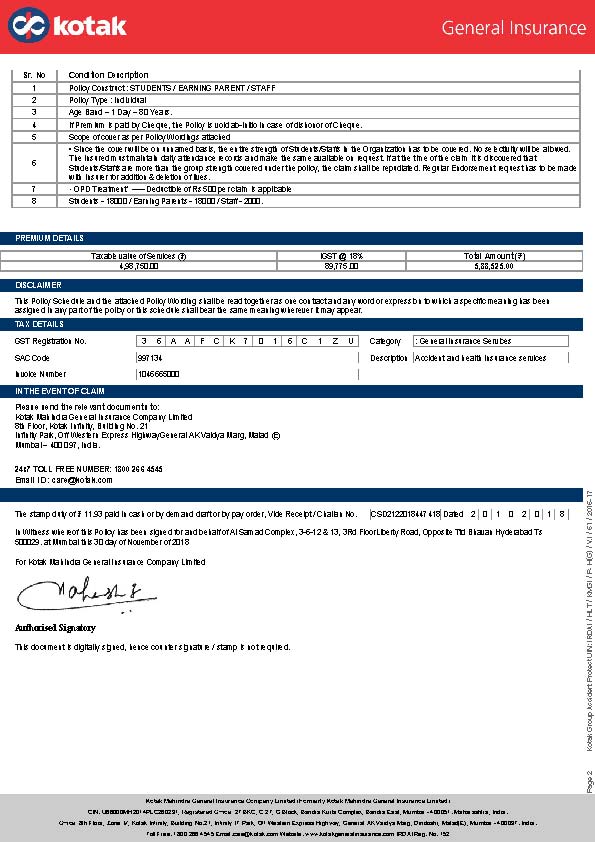 kotak
General Insurance
Sr. No Condition Description
1 Policy Construct : STUDENTS / EARNING PARENT / STAFF
2 Policy Type : Individual
3 Age Band – 1 Day – 80 Years.
4 If Premium is paid by Cheque, the Policy is void ab-initio in case of dishonor of Cheque.
5 Scope of cover as per Policy Wordings attached
6 • Since the cover will be on unnamed basis, the entire strength of Students/Staffs in the Organization has to be covered. No selectivity will be allowed.
The Insured must maintain daily attendance records and make the same available on request. If at the time of the claim it is discovered that
Students/Staffs are more than the group strength covered under the policy, the claim shall be repudiated. Regular Endorsement request has to be made
with Insurer for addition & deletion of lives.
7 - OPD Treatment' ----- Deductible of Rs 500 per claim is applicable
8 Students - 18000 / Earning Parents - 18000 / Staff - 2000.
PREMIUM DETAILS
Taxable value of Services (₹) IGST @ 18% Total Amount (₹)
4,98,750.00 89,775.00 5,88,525.00
DISCLAIMER
This Policy Schedule and the attached Policy Wording shall be read together as one contract and any word or expression to which a specific meaning has been
assigned in any part of the policy or this schedule shall bear the same meaning wherever it may appear.
TAX DETAILS
GST Registration No. 3 6 A A F C K 7 0 1 6 C 1 Z U Category : General Insurance Services
SAC Code 997134 Description Accident and health insurance services
Invoice Number 1046665000
IN THE EVENT OF CLAIM
Please send the relevant documents to:
Kotak Mahindra General Insurance Company Limited
8th Floor, Kotak Infinity, Building No. 21
Infinity Park, Off Western Express HighwayGeneral AK Vaidya Marg, Malad (E)
Mumbai – 400097, India.
24x7 TOLL FREE NUMBER: 1800 266 4545
Email ID : care@kotak.com
The stamp duty of ₹ 11.93 paid in cash or by demand draft or by pay order, Vide Receipt / Challan No. CSD2122018447418 Dated 2 0 1 0 2 0 1 8
In Witness whereof this Policy has been signed for and behalf of Al Samad Complex, 3-6-12 & 13, 3Rd Floor Liberty Road, Opposite Ttd Bhavan Hyderabad Ts
500029. at Mumbai this 30 day of November of 2018
For Kotak Mahindra General Insurance Company Limited
Authorised Signatory
This document is digitally signed, hence counter signature / stamp is not required.
Page 2 Kotak Group Accident Protect UIN: IRDAI / HLT / KMGI / P-H(G) / V.I / 61 / 2016-17
Kotak Mahindra General Insurance Company Limited (Formerly Kotak Mahindra General Insurance Limited)
CIN: U66000MH2014PLC260291, Registered Office: 27 BKC, C 27, G Block, Bandra Kurla Complex, Bandra East, Mumbai - 400051. Maharashtra, India.
Office: 8th Floor, Zone IV, Kotak Infinity, Building No.21, Infinity IT Park, Off Western Express Highway, General AK Vaidya Marg, Dindoshi, Malad(E), Mumbai - 400097. India.
Toll Free: 1800 266 4545 Email: care@kotak.com Website: www.kotakgeneralinsurance.com IRDAI Reg. No. 152